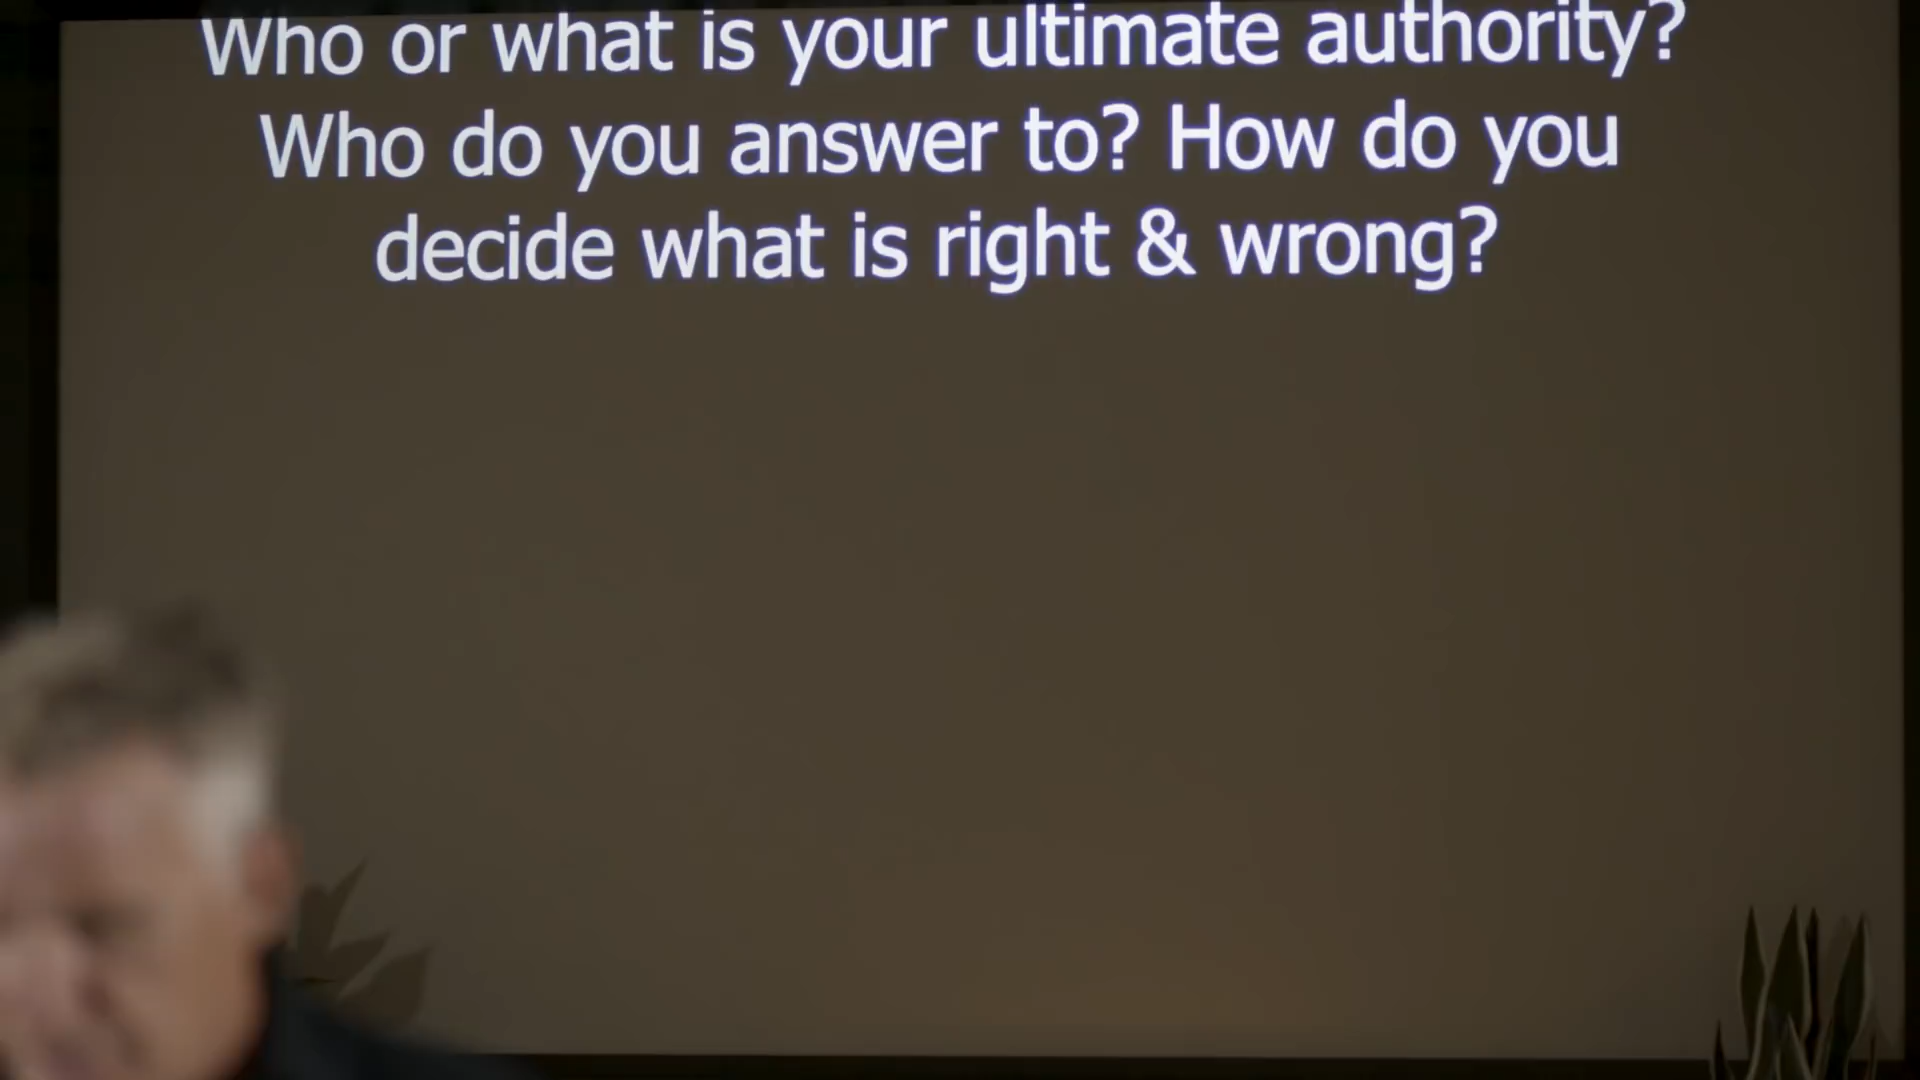 Who or what is your ultimate authority?
Who do you answer to? How do you
decide what is right & wrong?